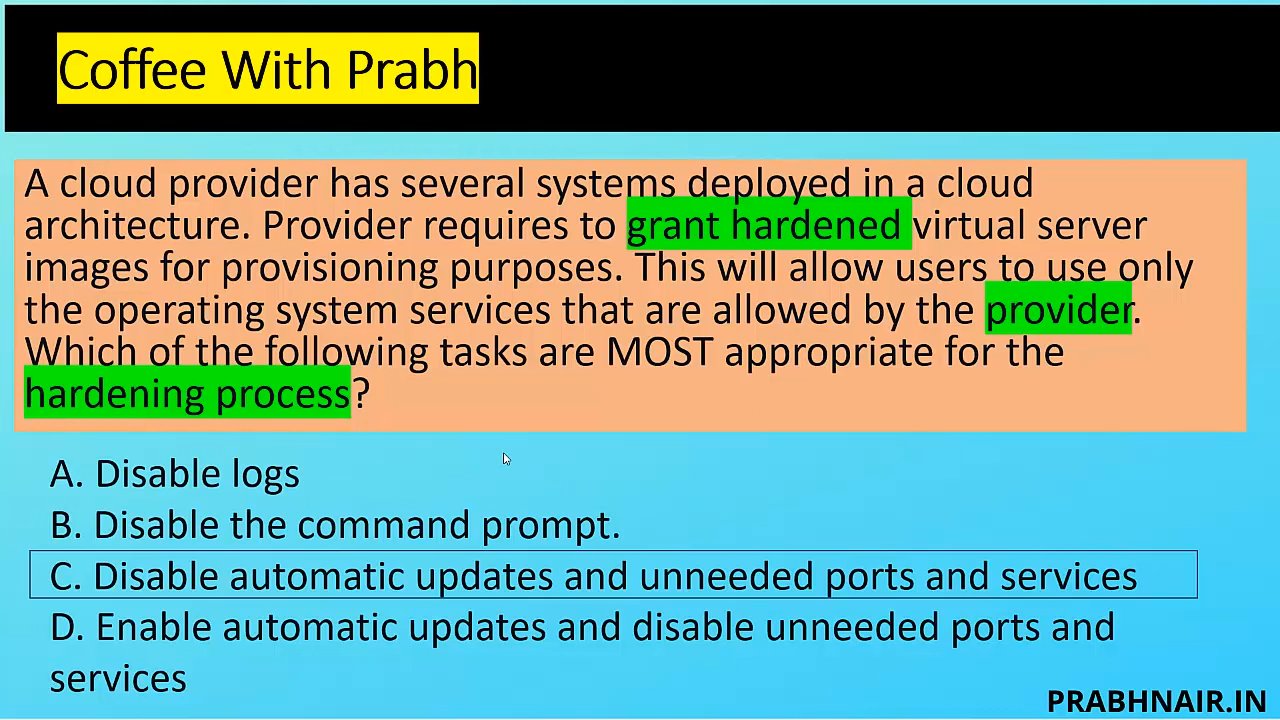 Coffee With Prabh
A cloud provider has several systems deployed in a cloud
architecture. Provider requires to grant hardened virtual server
images for provisioning purposes. This will allow users to use only
the operating system services that are allowed by the provider.
Which of the following tasks are MOST appropriate for the
hardening process?
A. Disable logs
B. Disable the command prompt.
C. Disable automatic updates and unneeded ports and services
D. Enable automatic updates and disable unneeded ports and
services
PRABHNAIR.IN